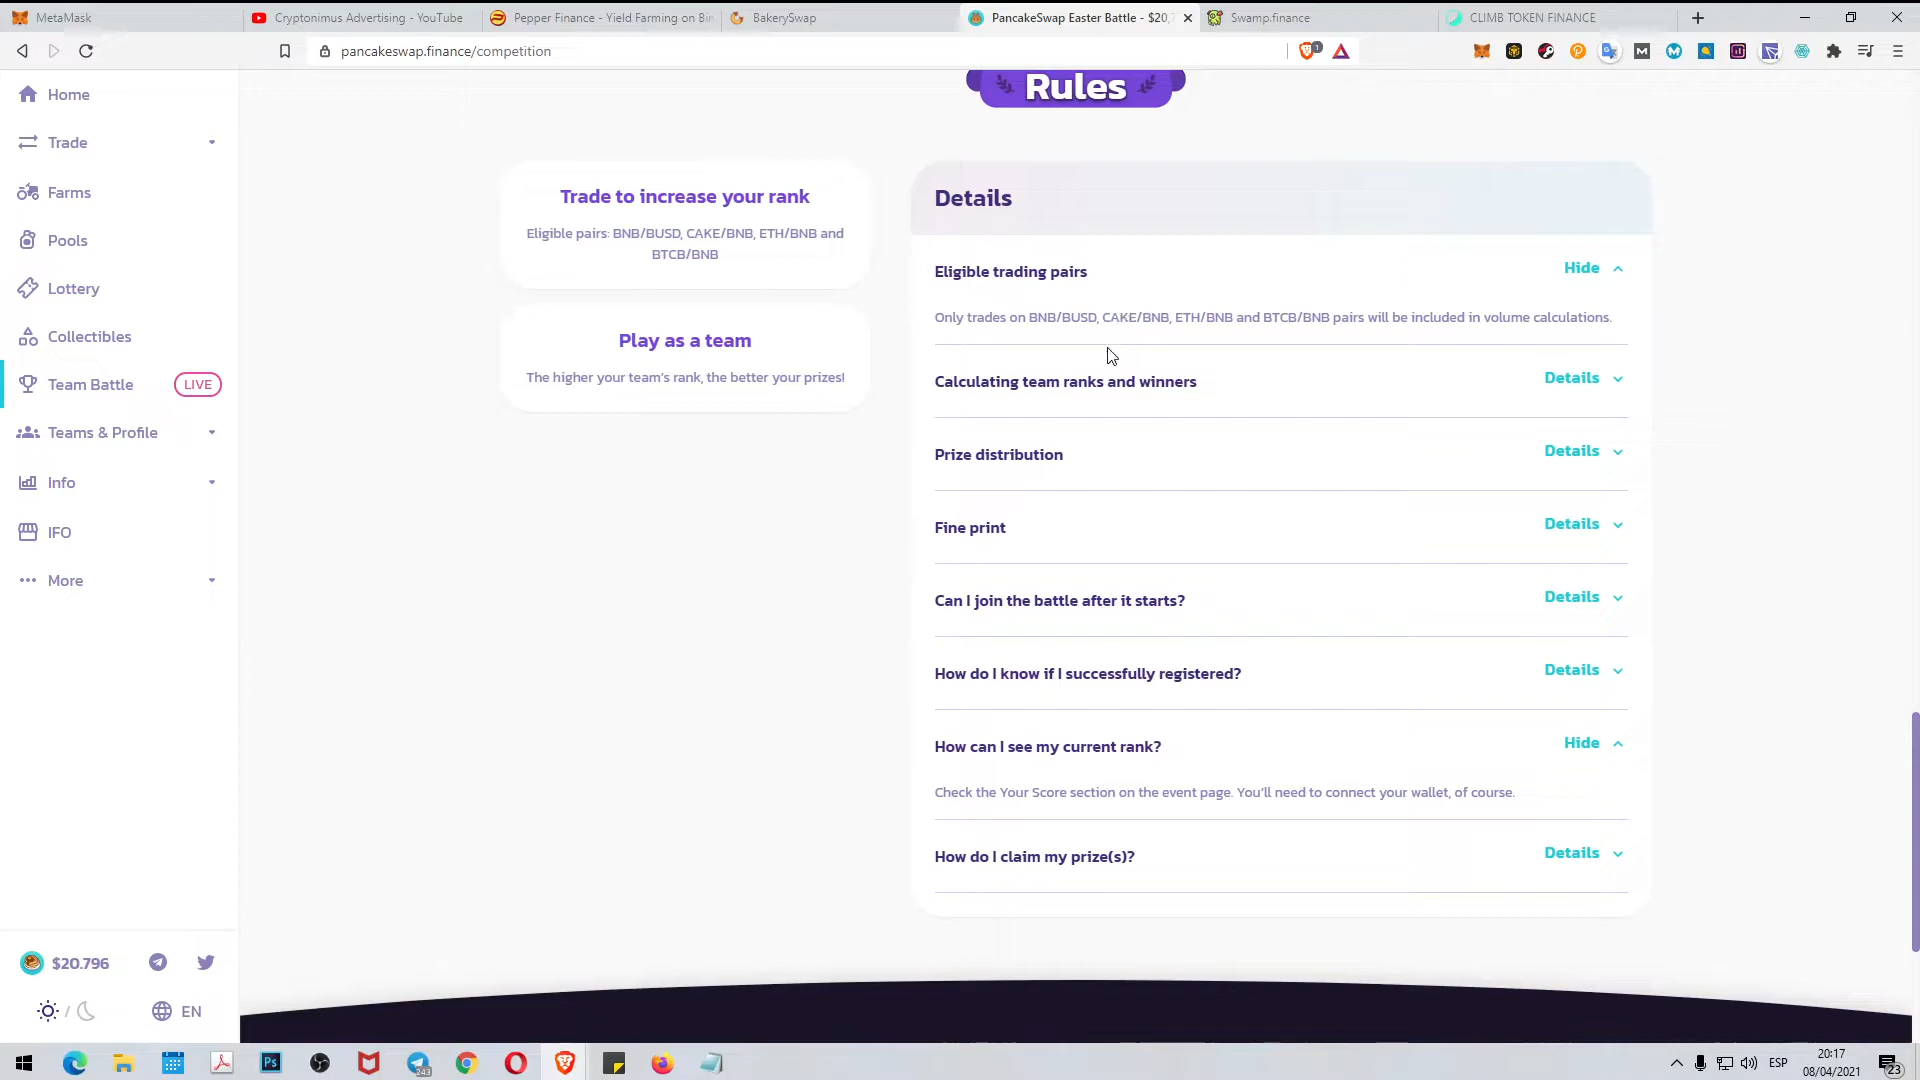 MetaMask
Cryptonimus Advertising - YouTube
Pepper Finance - Yield Farming on Bin
BakerySwap
PancakeSwap Easter Battle - $20,7
Swamp.finance
CLIMB TOKEN FINANCE
pancakeswap.finance/competition
1
Home
Trade
Farms
Pools
Lottery
Collectibles
Team Battle
LIVE
Teams & Profile
Info
IFO
More
$20.796
/
EN
Rules
Trade to increase your rank
Eligible pairs: BNB/BUSD, CAKE/BNB, ETH/BNB and
BTCB/BNB
Play as a team
The higher your team's rank, the better your prizes!
Details
Eligible trading pairs
Hide
Only trades on BNB/BUSD, CAKE/BNB, ETH/BNB and BTCB/BNB pairs will be included in volume calculations.
Calculating team ranks and winners
Details
Prize distribution
Details
Fine print
Details
Can I join the battle after it starts?
Details
How do I know if I successfully registered?
Details
How can I see my current rank?
Hide
Check the Your Score section on the event page. You'll need to connect your wallet, of course.
How do I claim my prize(s)?
Details
Ps
243
ESP
20:17
08/04/2021
23